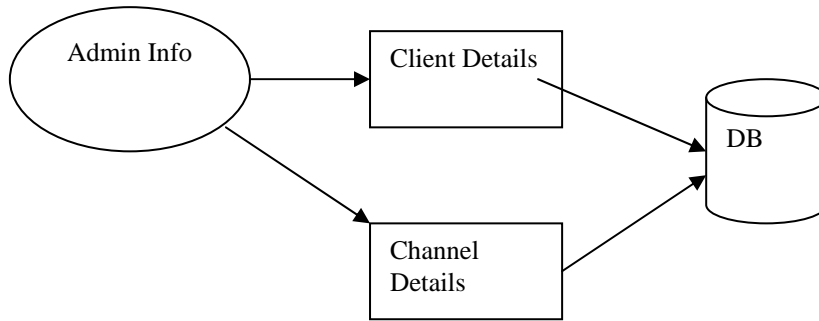 Admin Info
Client Details
DB
Channel
Details